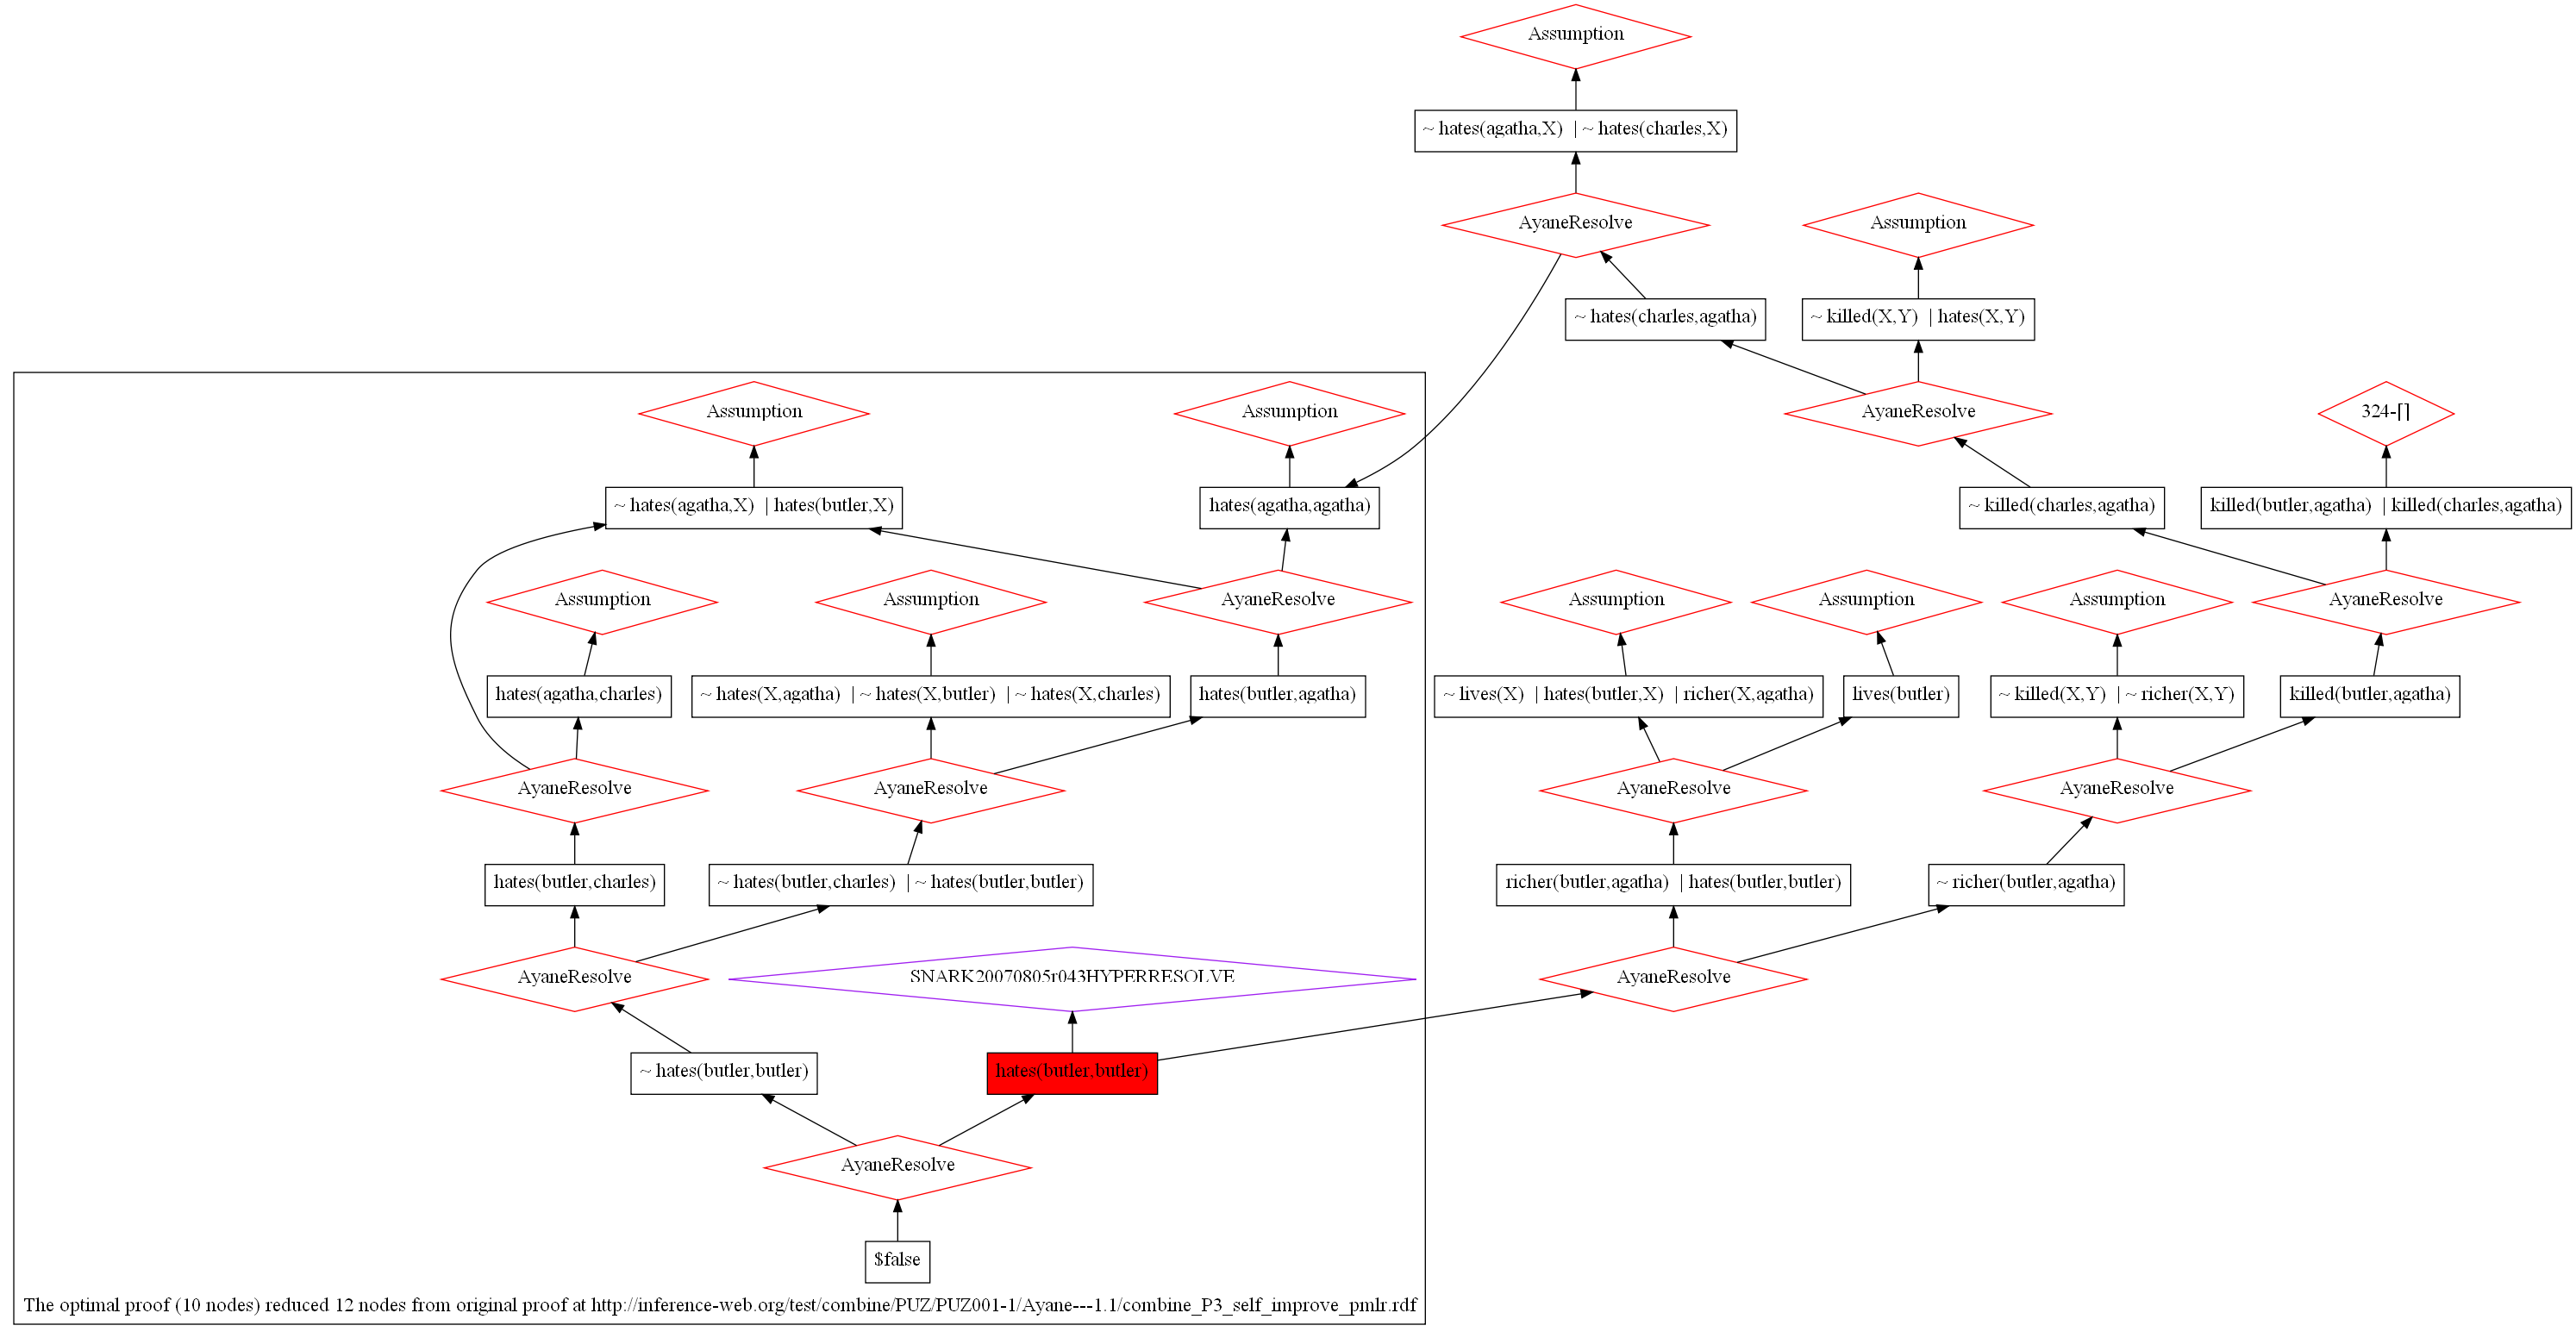 Assumption
~ hates(agatha,X) | ~ hates(charles,X)
AyaneResolve
Assumption
~ hates(charles,agatha)
~ killed(X,Y) | hates(X,Y)
Assumption
Assumption
AyaneResolve
324-[]
~ hates(agatha,X) | hates(butler,X)
hates(agatha,agatha)
~ killed(charles,agatha)
killed(butler,agatha) | killed(charles,agatha)
Assumption
Assumption
AyaneResolve
Assumption
Assumption
Assumption
AyaneResolve
hates(agatha,charles)
~ hates(X,agatha) | ~ hates(X,butler) | ~ hates(X,charles)
hates(butler,agatha)
~ lives(X) | hates(butler,X) | richer(X,agatha)
lives(butler)
~ killed(X,Y) | ~ richer(X,Y)
killed(butler,agatha)
AyaneResolve
AyaneResolve
AyaneResolve
AyaneResolve
hates(butler,charles)
~ hates(butler,charles) | ~ hates(butler,butler)
richer(butler,agatha) | hates(butler,butler)
~ richer(butler,agatha)
AyaneResolve
SNARK20070805r043HYPERRESOLVE
AyaneResolve
~ hates(butler,butler)
hates(butler,butler)
AyaneResolve
$false
The optimal proof (10 nodes) reduced 12 nodes from original proof at http://inference-web.org/test/combine/PUZ/PUZ001-1/Ayane---1.1/combine_P3_self_improve_pmlr.rdf